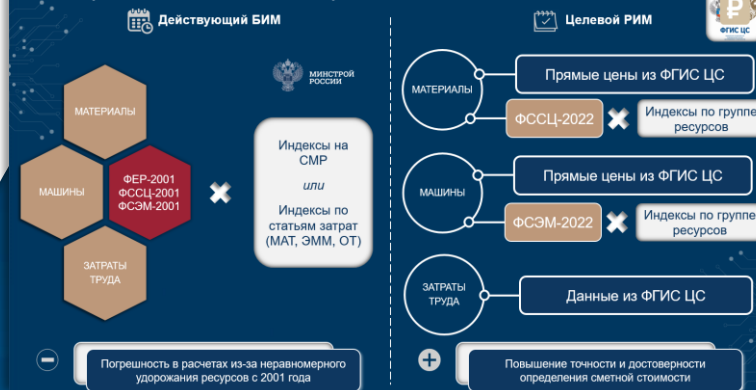 Действующий БИМ
МИНСТРОЙ
РОССИИ
МАТЕРИАЛЫ
МАШИНЫ
ФЕР-2001
ФССЦ-2001
ФСЭМ-2001
ЗАТРАТЫ
ТРУДА
Индексы на
СМР
или
Индексы по
статьям затрат
(МАТ, ЭММ, ОТ)
Погрешность в расчетах из-за неравномерного
удорожания ресурсов с 2001 года
Целевой РИМ
ФГИС ЦС
МАТЕРИАЛЫ
Прямые цены из ФГИС ЦС
ФССЦ-2022
Индексы по группе
ресурсов
МАШИНЫ
Прямые цены из ФГИС ЦС
ФСЭМ-2022
Индексы по группе
ресурсов
ЗАТРАТЫ
ТРУДА
Данные из ФГИС ЦС
Повышение точности и достоверности
определения сметной стоимости